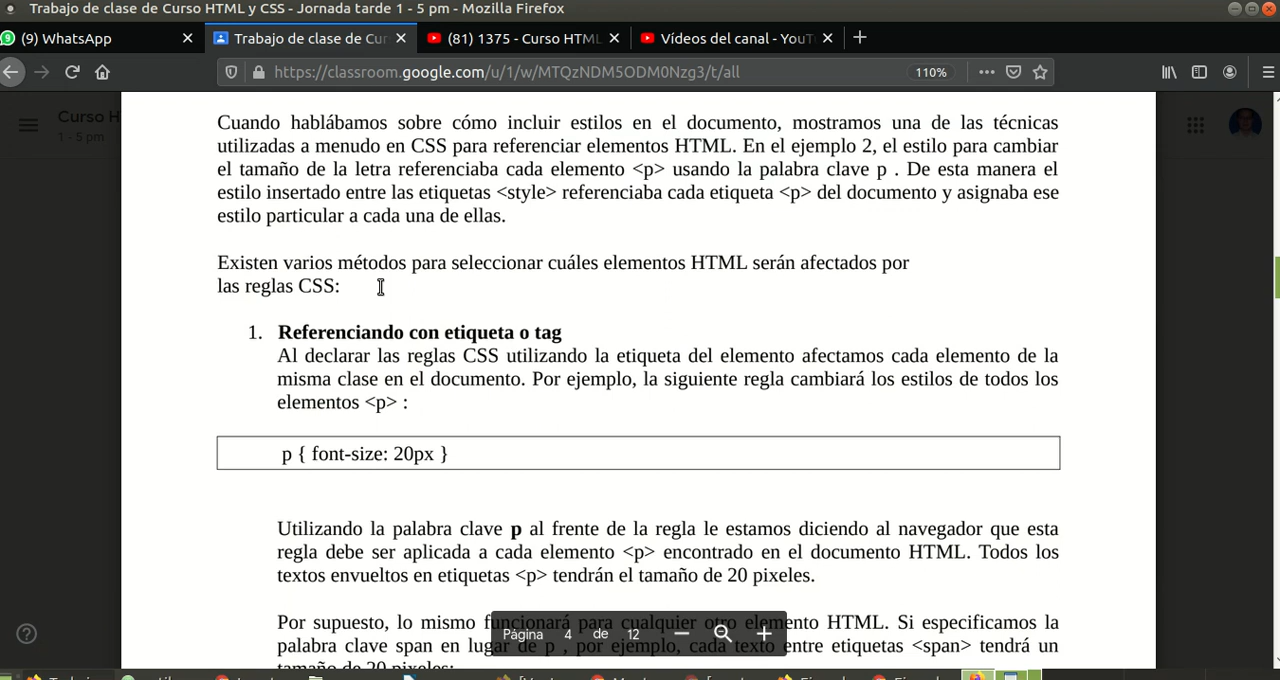 Trabajo de clase de Curso HTML y CSS - Jornada tarde 1 - 5 pm - Mozilla Firefox
(9) WhatsApp
Trabajo de clase de Cur
(81) 1375 - Curso HTML
Vídeos del canal - YouT
https://classroom.google.com/u/1/w/MTQzNDM5ODM0Nzg3/t/all
110%
Curso H
1 - 5 pm
Cuando hablábamos sobre cómo incluir estilos en el documento, mostramos una de las técnicas
utilizadas a menudo en CSS para referenciar elementos HTML. En el ejemplo 2, el estilo para cambiar
el tamaño de la letra referenciaba cada elemento <p> usando la palabra clave p . De esta manera el
estilo insertado entre las etiquetas <style> referenciaba cada etiqueta <p> del documento y asignaba ese
estilo particular a cada una de ellas.
Existen varios métodos para seleccionar cuáles elementos HTML serán afectados por
las reglas CSS:
1. Referenciando con etiqueta o tag
Al declarar las reglas CSS utilizando la etiqueta del elemento afectamos cada elemento de la
misma clase en el documento. Por ejemplo, la siguiente regla cambiará los estilos de todos los
elementos <p> :
p { font-size: 20px }
Utilizando la palabra clave p al frente de la regla le estamos diciendo al navegador que esta
regla debe ser aplicada a cada elemento <p> encontrado en el documento HTML. Todos los
textos envueltos en etiquetas <p> tendrán el tamaño de 20 pixeles.
Por supuesto, lo mismo funcionará para cualquier otro elemento HTML. Si especificamos la
palabra clave span en lugar de p , por ejemplo, cada texto entre etiquetas <span> tendrá un
tamaño de 20 pixeles:
Página 4 de 12